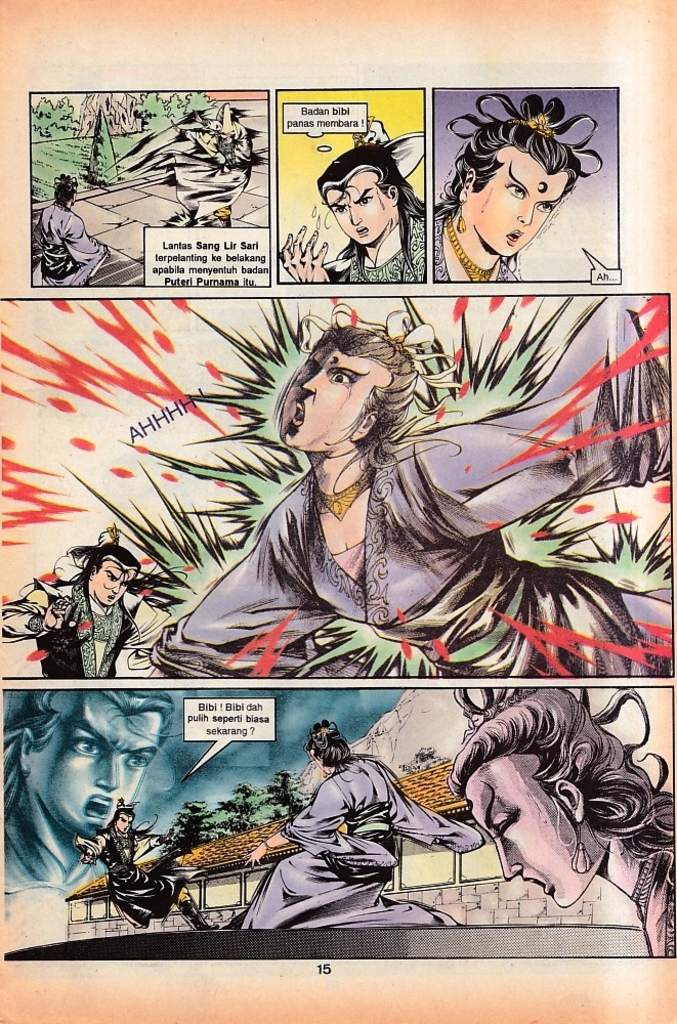 Lantas Sang Lir Sari
terpelanting ke belakang
apabila menyentuh badan
Puteri Purnama itu.
Badan bibi
panas membara !
Ah...
AHHHH !
Bibi ! Bibi dah
pulih seperti biasa
sekarang ?
15